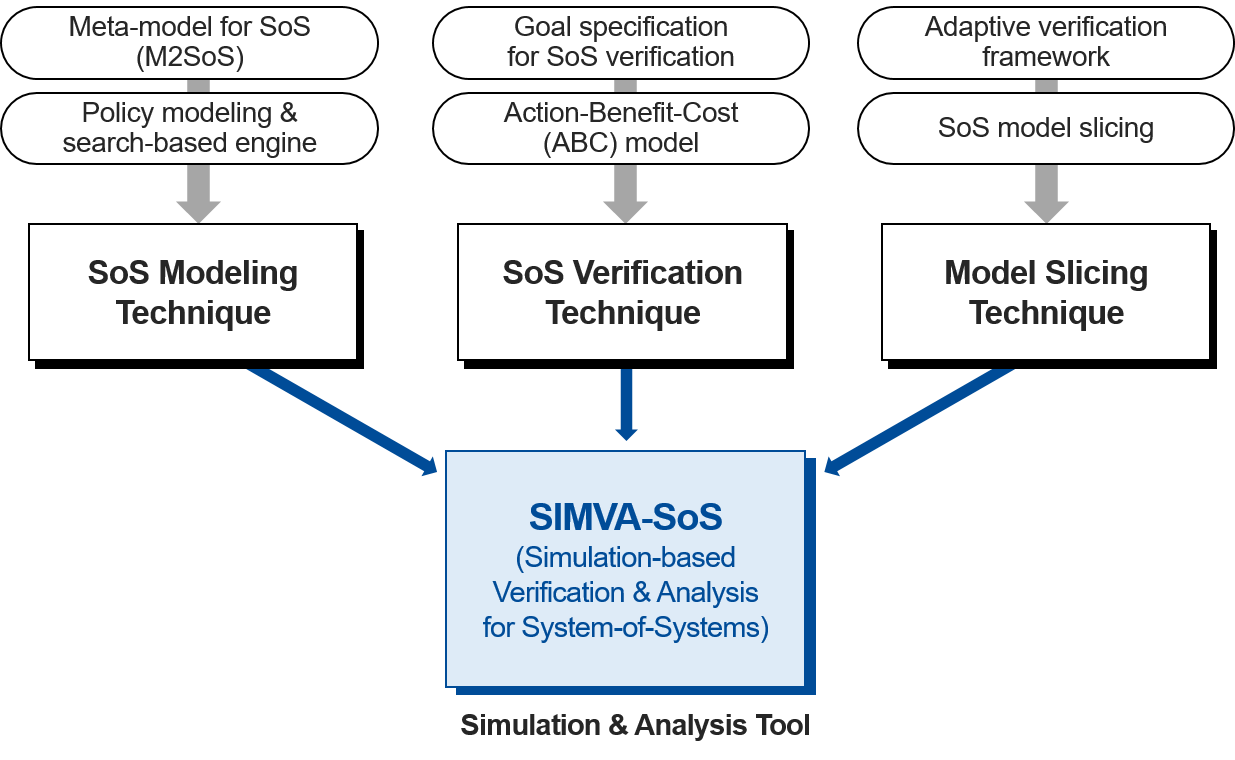 Meta-model for SoS
(M2SoS)
Policy modeling &
search-based engine
SoS Modeling
Technique
Goal specification
for SoS verification
Action-Benefit-Cost
(ABC) model
SoS Verification
Technique
Adaptive verification
framework
SoS model slicing
Model Slicing
Technique
SIMVA-SoS
(Simulation-based
Verification & Analysis
for System-of-Systems)
Simulation & Analysis Tool